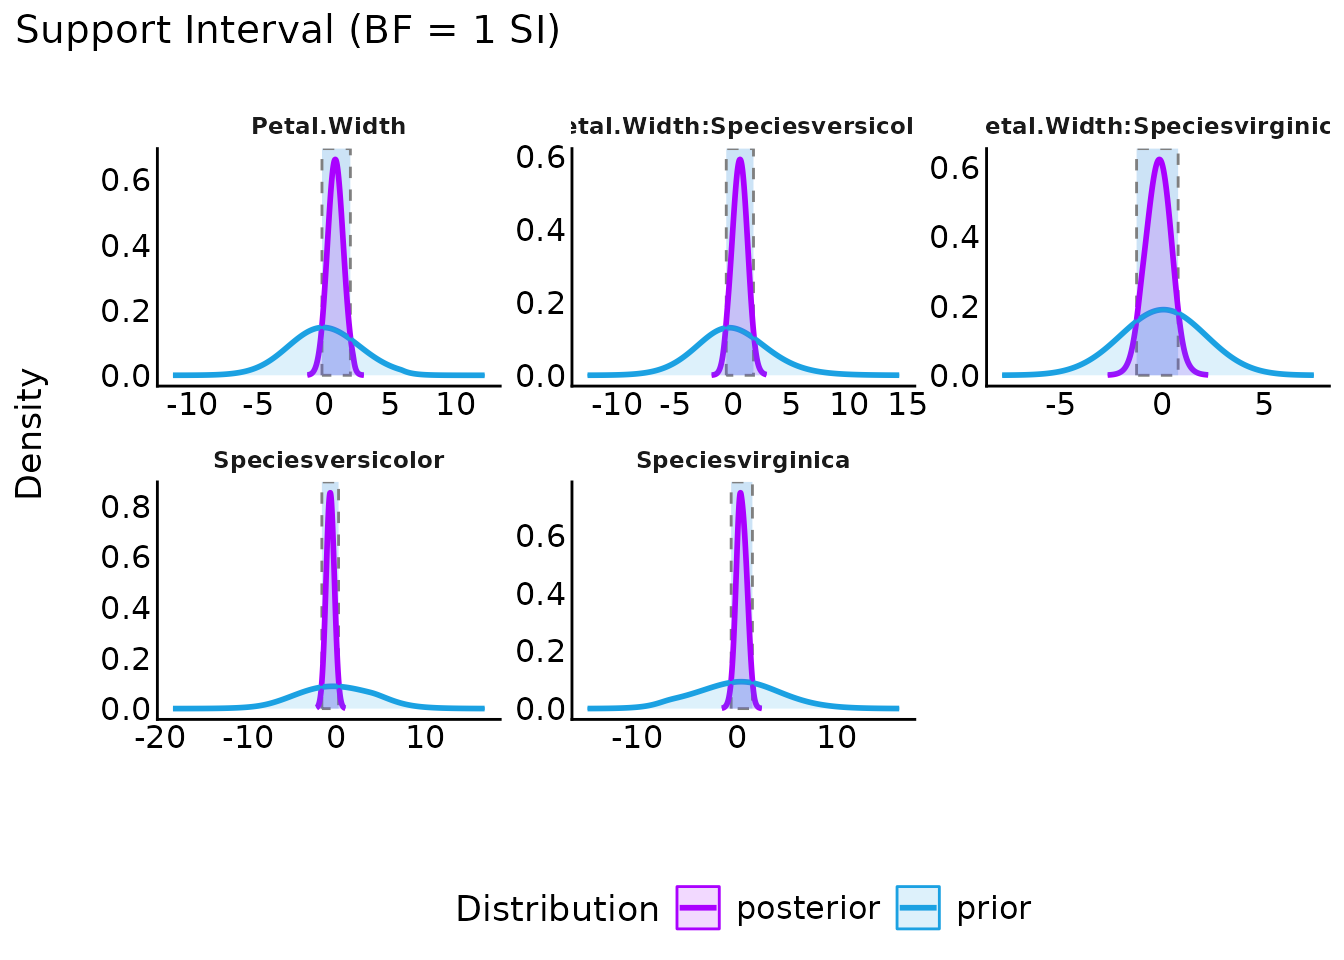 Support Interval (BF = 1 SI)
Petal.Width
etal.Width:Speciesversicol
etal.Width:Speciesvirginic
0.6
0.4
0.2
0.0
-10 -5 0 5 10
0.6
0.4
0.2
0.0
-10 -5 0 5 10 15
0.6
0.4
0.2
0.0
-5 0 5
Density
Speciesversicolor
Speciesvirginica
0.8
0.6
0.4
0.2
0.0
-20 -10 0 10
0.6
0.4
0.2
0.0
-10 0 10
Distribution posterior prior